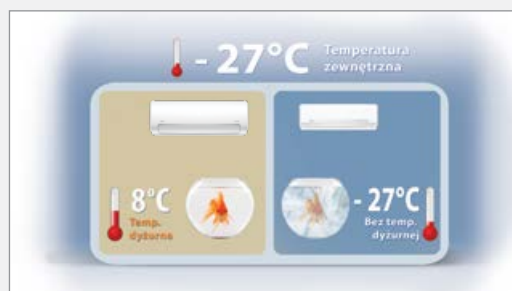 - 27°C Temperatura
zewnętrzna
8°C
Temp.
dyżurna
- 27°C
Bez temp.
dyżurnej